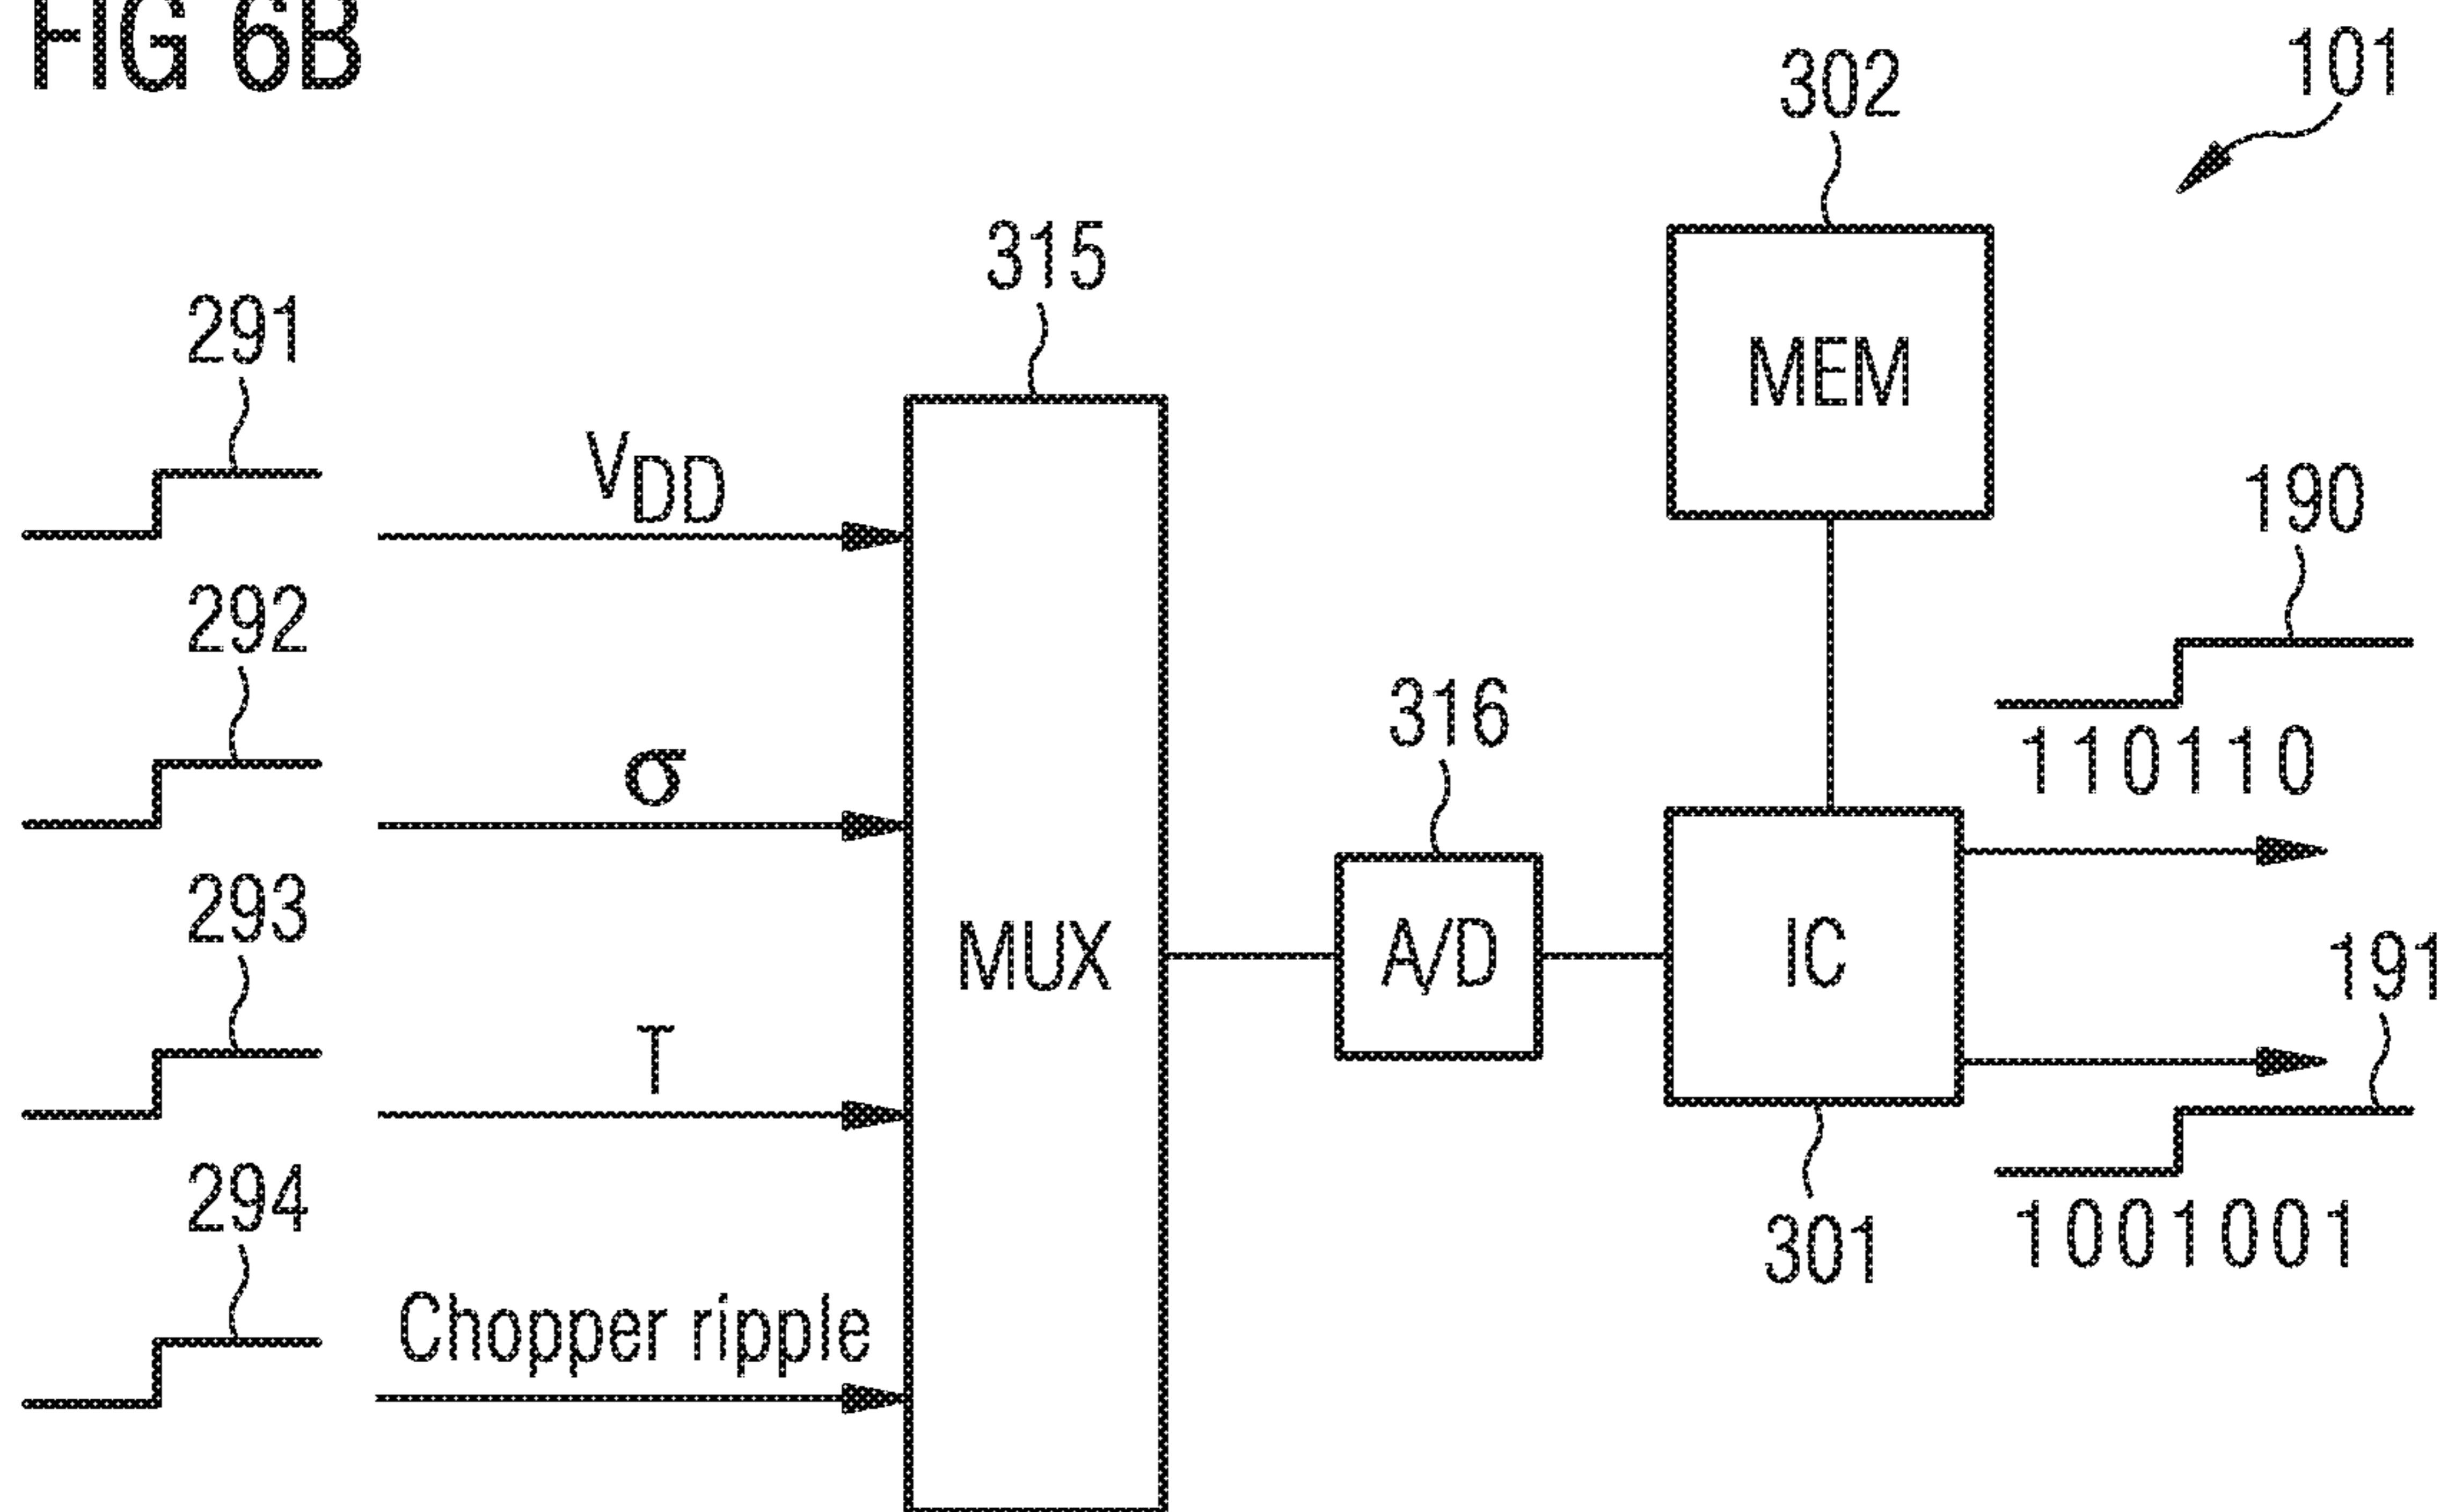 FIG 6B
101
302
315
291
MEM
VDD
190
292
316
110110
σ
293
MUX
A/D
IC
191
T
294
301
1001001
Chopper ripple